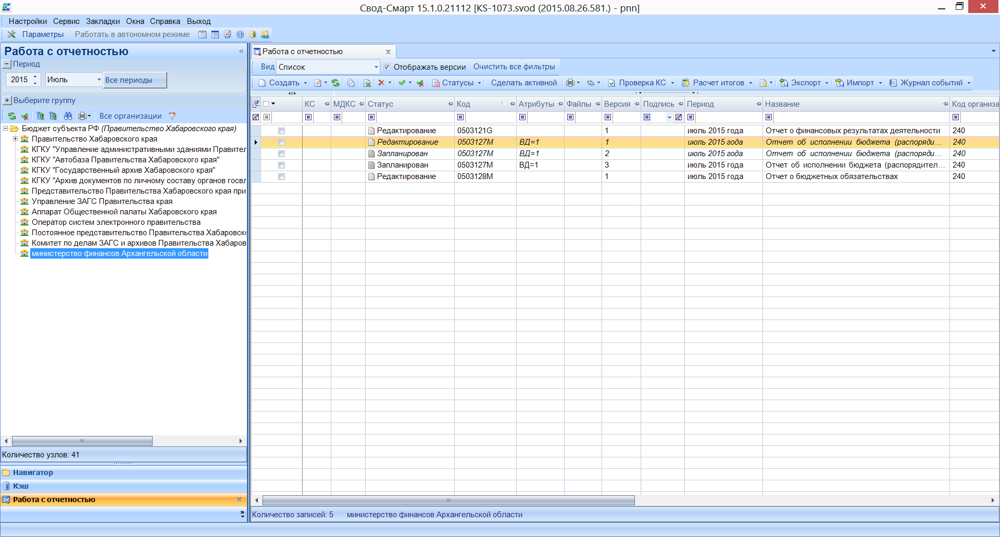 Свод-Смарт 15.1.0.21112 [KS-1073.svod (2015.08.26.581.) - pnn]
Настройки Сервис Закладки Окна Справка Выход
Параметры Работать в автономном режиме
Работа с отчетностью
Период
2015 Июль Все периоды
Выберите группу
Все организации
Бюджет субъекта РФ (Правительство Хабаровского края)
Правительство Хабаровского края
КГКУ "Управление административными зданиями Правител
КГКУ "Автобаза Правительства Хабаровского края"
КГКУ "Государственный архив Хабаровского края"
КГКУ "Архив документов по личному составу органов госвл
Представительство Правительства Хабаровского края при
Управление ЗАГС Правительства края
Аппарат Общественной палаты Хабаровского края
Оператор систем электронного правительства
Постоянное представительство Правительства Хабаровско
Комитет по делам ЗАГС и архивов Правительства Хабаров
министерство финансов Архангельской области
Количество узлов: 41
Навигатор
Кэш
Работа с отчетностью
Работа с отчетностью
Вид Список Отображать версии Очистить все фильтры
Создать Статусы Сделать активной Проверка КС Расчет итогов Экспорт Импорт Журнал событий
КС МДКС Статус Код Атрибуты Файлы Версия Подпись Период Название Код организа
Редактирование 0503121G 1 июль 2015 года Отчет о финансовых результатах деятельности 240
Редактирование 0503127M ВД=1 1 июль 2015 года Отчет об исполнении бюджета (распоряди... 240
Запланирован 0503127M ВД=1 2 июль 2015 года Отчет об исполнении бюджета (распоряди... 240
Запланирован 0503127M ВД=1 3 июль 2015 года Отчет об исполнении бюджета (распорядител... 240
Редактирование 0503128M 1 июль 2015 года Отчет о бюджетных обязательствах 240
Количество записей: 5 министерство финансов Архангельской области